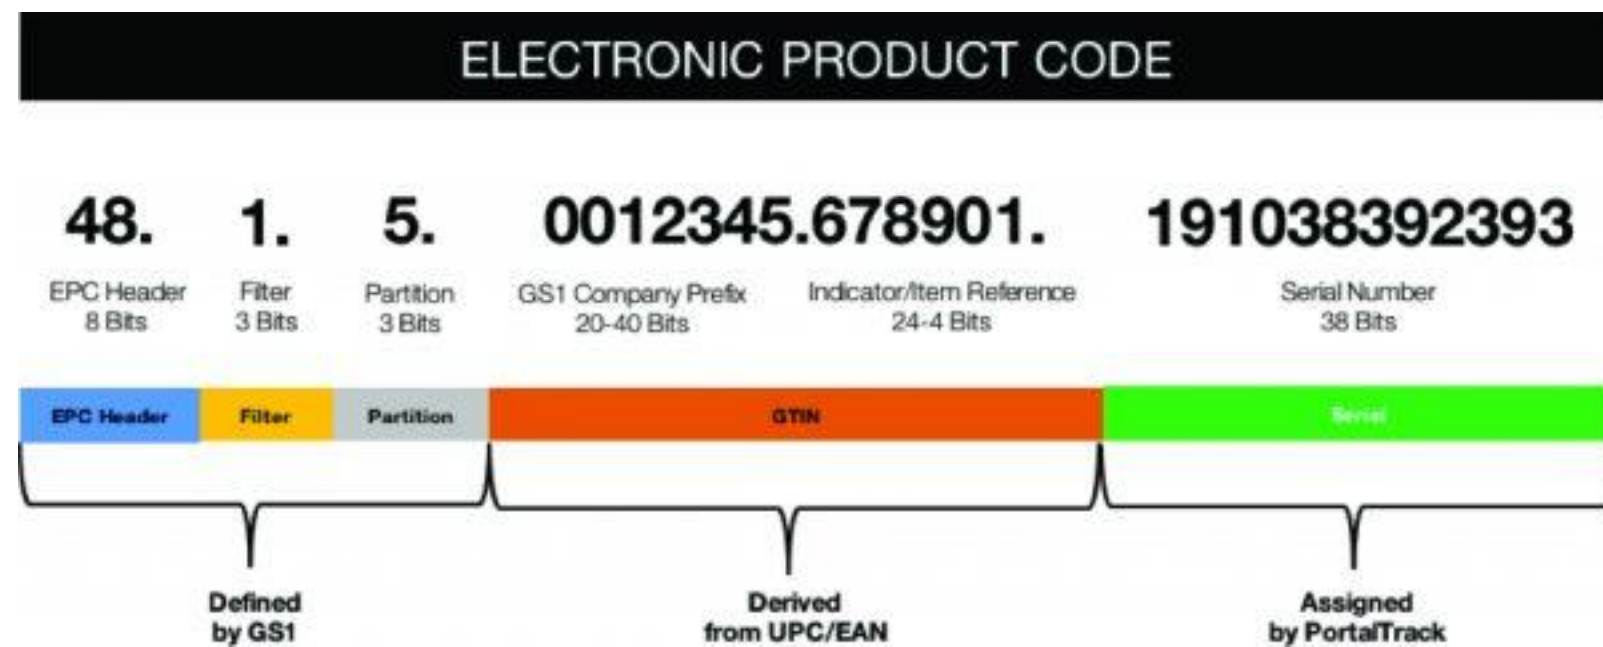 ELECTRONIC PRODUCT CODE
48. 1. 5. 0012345.678901. 191038392393
EPC Header Filter Partition GS1 Company Prefix Indicator/Item Reference Serial Number
8 Bits 3 Bits 3 Bits 20-40 Bits 24-4 Bits 38 Bits
EPC Header Filter Partition GTIN Serial
Defined Derived Assigned
by GS1 from UPC/EAN by PortalTrack